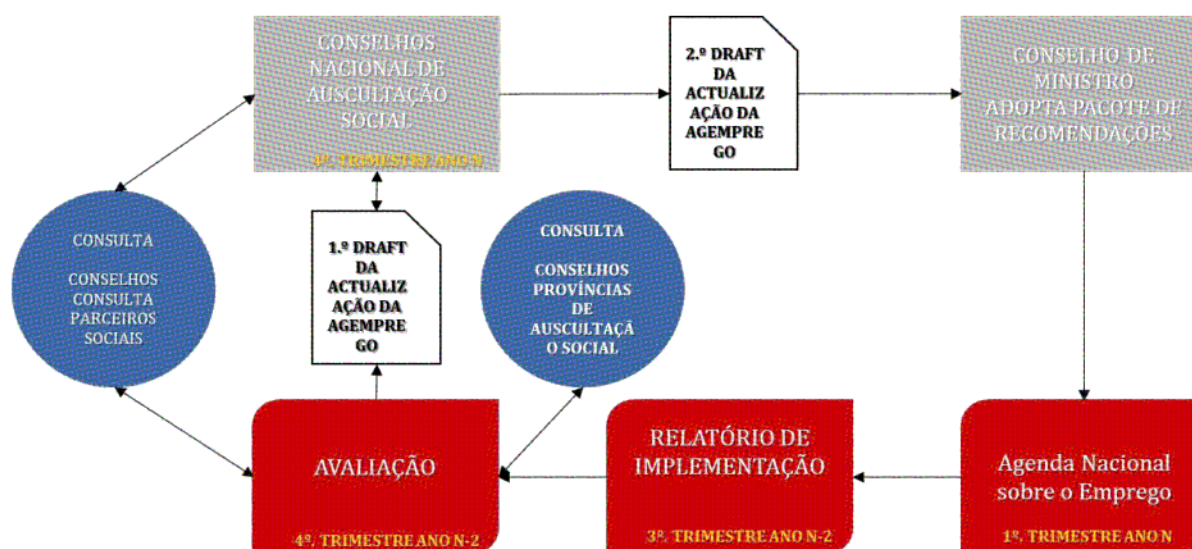 CONSELHOS
NACIONAL DE
AUSCULTAÇÃO
SOCIAL
4º. TRIMESTRE ANO N
2.º DRAFT
DA
ACTUALIZ
AÇÃO DA
AGEMPRE
GO
CONSELHO DE
MINISTRO
ADOPTA PACOTE DE
RECOMENDAÇÕES
CONSULTA
CONSELHOS
CONSULTA
PARCEIROS
SOCIAIS
1.º DRAFT
DA
ACTUALIZ
AÇÃO DA
AGEMPRE
GO
CONSULTA
CONSELHOS
PROVÍNCIAS
DE
AUSCULTAÇÃ
O SOCIAL
AVALIAÇÃO
4º. TRIMESTRE ANO N-2
RELATÓRIO DE
IMPLEMENTAÇÃO
3º. TRIMESTRE ANO N-2
Agenda Nacional
sobre o Emprego
1º. TRIMESTRE ANO N